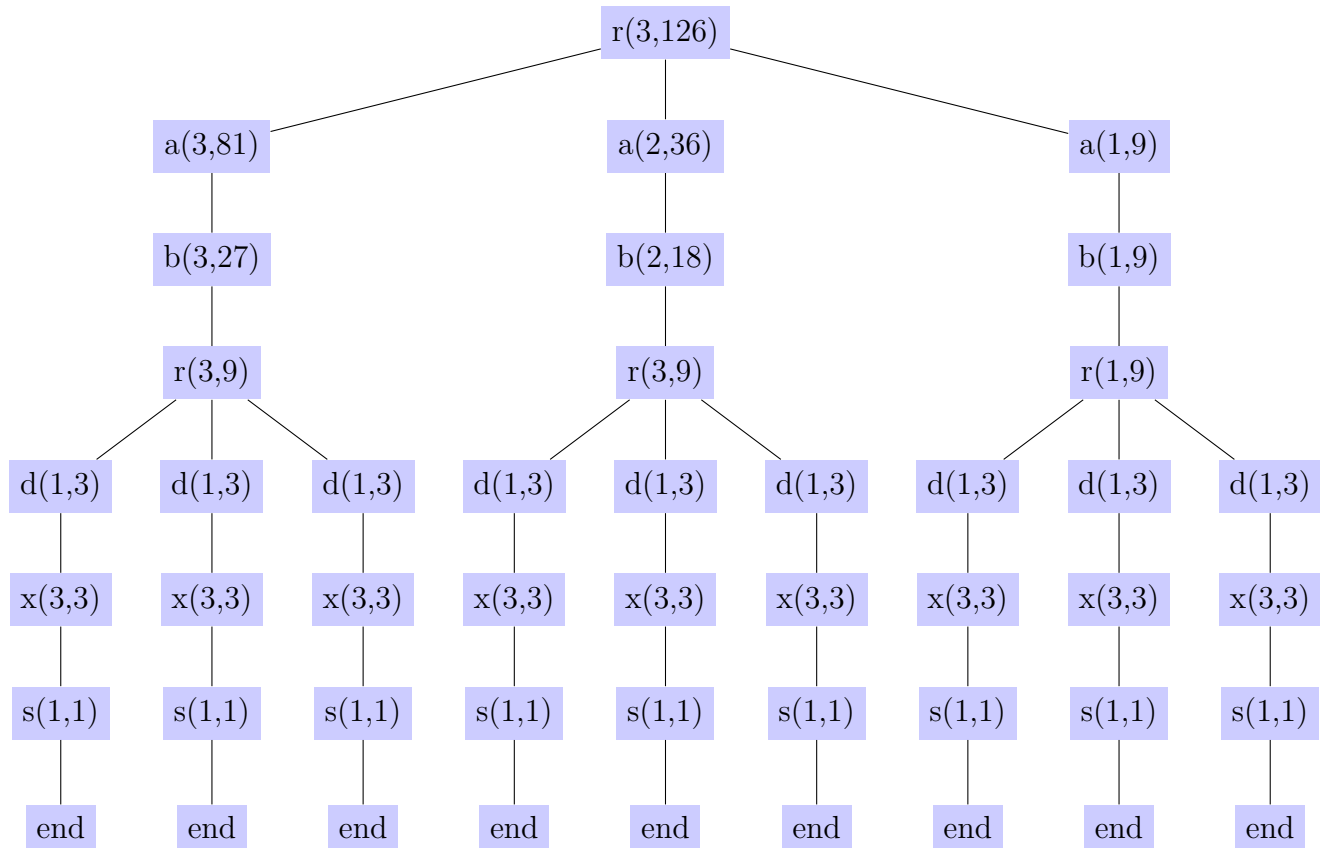 r(3,126)
a(3,81) a(2,36) a(1,9)
b(3,27) b(2,18) b(1,9)
r(3,9) r(3,9) r(1,9)
d(1,3) d(1,3) d(1,3) d(1,3) d(1,3) d(1,3) d(1,3) d(1,3) d(1,3)
x(3,3) x(3,3) x(3,3) x(3,3) x(3,3) x(3,3) x(3,3) x(3,3) x(3,3)
s(1,1) s(1,1) s(1,1) s(1,1) s(1,1) s(1,1) s(1,1) s(1,1) s(1,1)
end end end end end end end end end